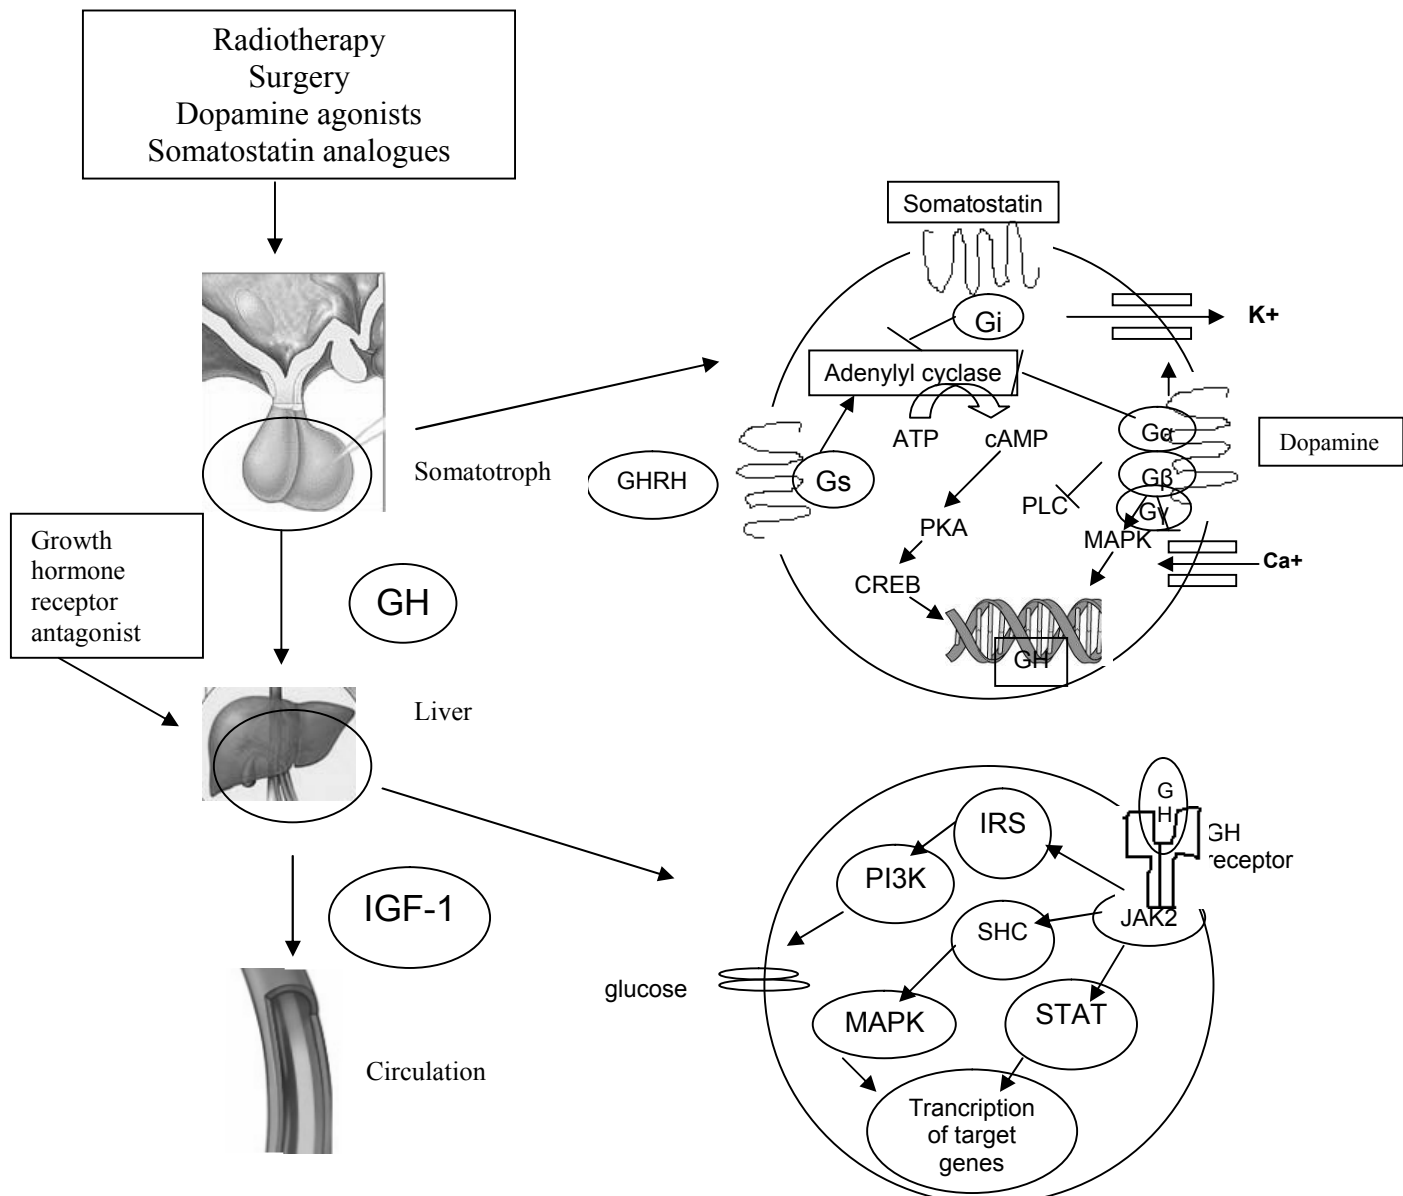 Radiotherapy
Surgery
Dopamine agonists
Somatostatin analogues
Somatotroph
Growth
hormone
receptor
antagonist
GH
Liver
IGF-1
Circulation
Somatostatin
Gi
K+
Adenylyl cyclase
ATP
cAMP
Gα
Dopamine
GHRH
Gs
Gβ
PLC
Gγ
PKA
MAPK
Ca+
CREB
GH
G
H
GH
receptor
IRS
PI3K
JAK2
SHC
glucose
MAPK
STAT
Trancription
of target
genes